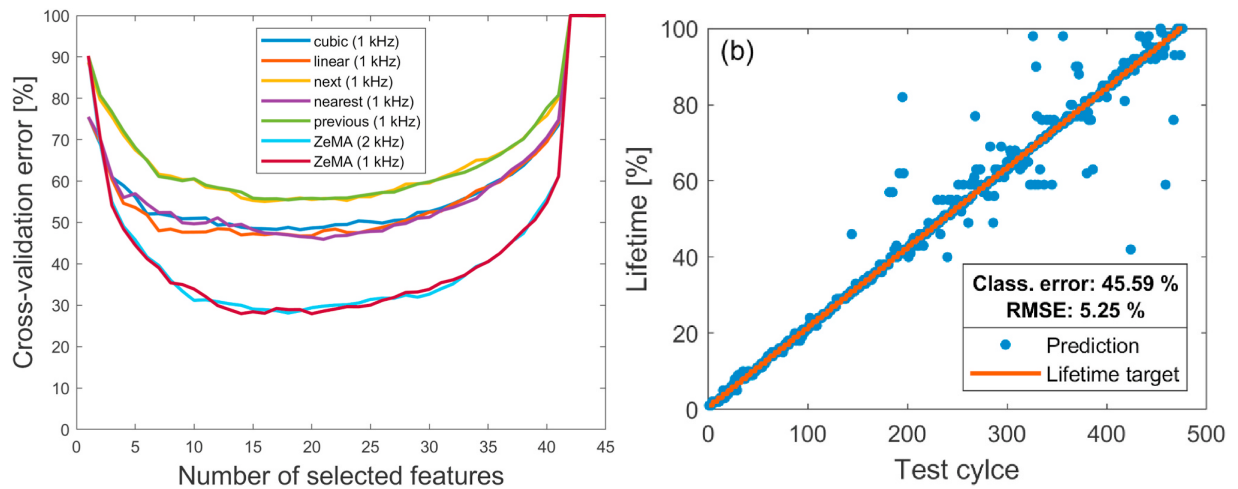 Cross-validation error [%]
100
90
80
70
60
50
40
30
20
10
0
cubic (1 kHz)
linear (1 kHz)
next (1 kHz)
nearest (1 kHz)
previous (1 kHz)
ZeMA (2 kHz)
ZeMA (1 kHz)
0 5 10 15 20 25 30 35 40 45
Number of selected features
(b)
Lifetime [%]
100
80
60
40
20
0
Class. error: 45.59 %
RMSE: 5.25 %
Prediction
Lifetime target
0 100 200 300 400 500
Test cylce